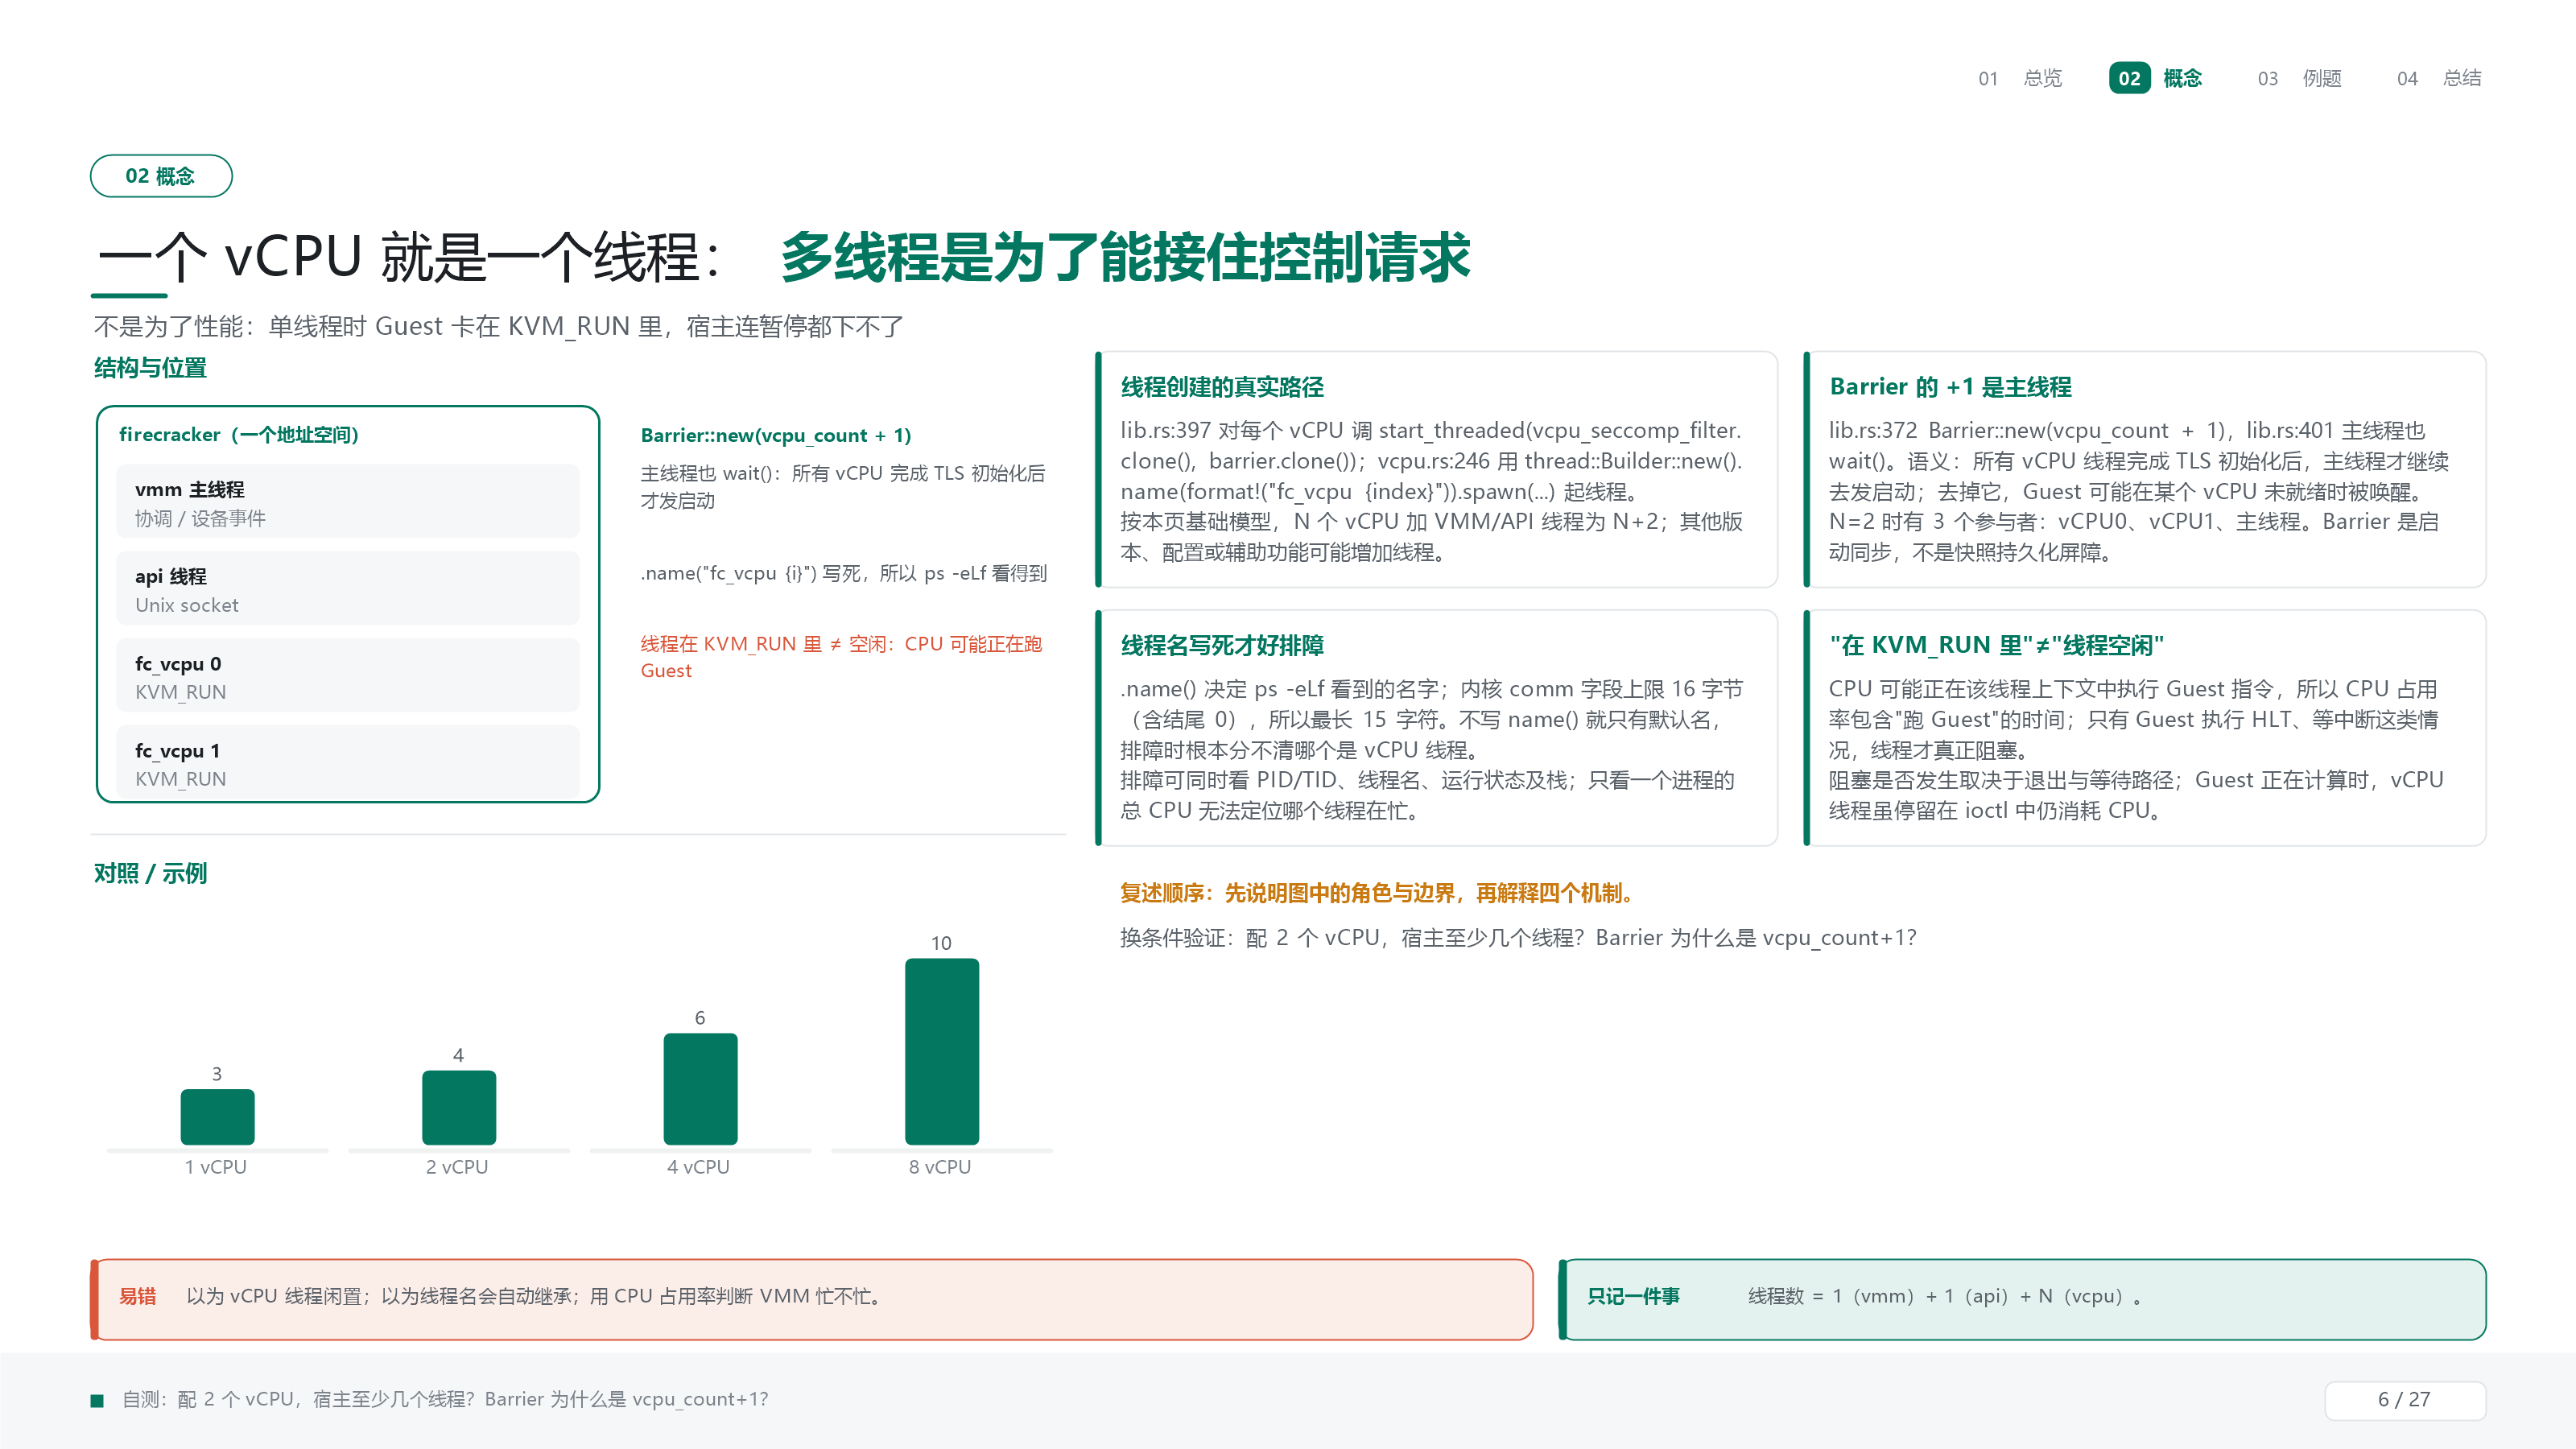 01 总览 02 概念 03 例题 04 总结
02 概念
一个 vCPU 就是一个线程： 多线程是为了能接住控制请求
不是为了性能：单线程时 Guest 卡在 KVM_RUN 里，宿主连暂停都下不了
结构与位置
firecracker（一个地址空间）
vmm 主线程
协调 / 设备事件
api 线程
Unix socket
fc_vcpu 0
KVM_RUN
fc_vcpu 1
KVM_RUN
Barrier::new(vcpu_count + 1)
主线程也 wait()：所有 vCPU 完成 TLS 初始化后
才发启动
.name("fc_vcpu {i}") 写死，所以 ps -eLf 看得到
线程在 KVM_RUN 里 ≠ 空闲：CPU 可能正在跑
Guest
对照 / 示例
3
4
6
10
1 vCPU
2 vCPU
4 vCPU
8 vCPU
线程创建的真实路径
lib.rs:397 对每个 vCPU 调 start_threaded(vcpu_seccomp_filter.
clone(), barrier.clone())；vcpu.rs:246 用 thread::Builder::new().
name(format!("fc_vcpu {index}")).spawn(...) 起线程。
按本页基础模型，N 个 vCPU 加 VMM/API 线程为 N+2；其他版
本、配置或辅助功能可能增加线程。
Barrier 的 +1 是主线程
lib.rs:372 Barrier::new(vcpu_count + 1)，lib.rs:401 主线程也
wait()。语义：所有 vCPU 线程完成 TLS 初始化后，主线程才继续
去发启动；去掉它，Guest 可能在某个 vCPU 未就绪时被唤醒。
N=2 时有 3 个参与者：vCPU0、vCPU1、主线程。Barrier 是启
动同步，不是快照持久化屏障。
线程名写死才好排障
.name() 决定 ps -eLf 看到的名字；内核 comm 字段上限 16 字节
（含结尾 0），所以最长 15 字符。不写 name() 就只有默认名，
排障时根本分不清哪个是 vCPU 线程。
排障可同时看 PID/TID、线程名、运行状态及栈；只看一个进程的
总 CPU 无法定位哪个线程在忙。
"在 KVM_RUN 里"≠"线程空闲"
CPU 可能正在该线程上下文中执行 Guest 指令，所以 CPU 占用
率包含"跑 Guest"的时间；只有 Guest 执行 HLT、等中断这类情
况，线程才真正阻塞。
阻塞是否发生取决于退出与等待路径；Guest 正在计算时，vCPU
线程虽停留在 ioctl 中仍消耗 CPU。
复述顺序：先说明图中的角色与边界，再解释四个机制。
换条件验证：配 2 个 vCPU，宿主至少几个线程？Barrier 为什么是 vcpu_count+1？
易错 以为 vCPU 线程闲置；以为线程名会自动继承；用 CPU 占用率判断 VMM 忙不忙。
只记一件事 线程数 = 1（vmm）+ 1（api）+ N（vcpu）。
自测：配 2 个 vCPU，宿主至少几个线程？Barrier 为什么是 vcpu_count+1？
6 / 27